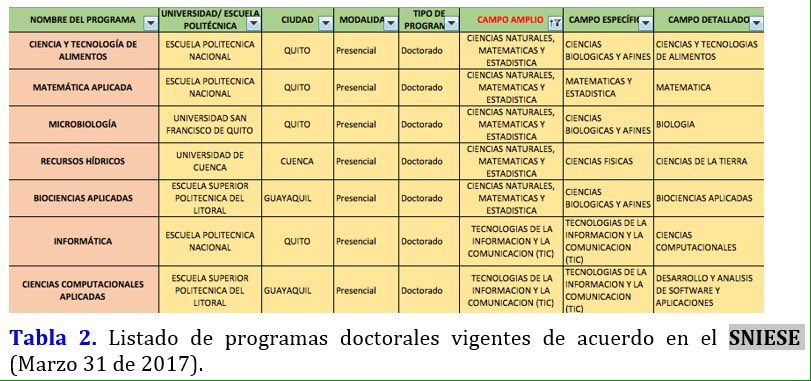 NOMBRE DEL PROGRAMA UNIVERSIDAD/ ESCUELA POLITÉCNICA CIUDAD MODALIDA TIPO DE PROGRAM CAMPO AMPLIO CAMPO ESPECÍFI CAMPO DETALLADO
CIENCIA Y TECNOLOGÍA DE ALIMENTOS ESCUELA POLITECNICA NACIONAL QUITO Presencial Doctorado CIENCIAS NATURALES, MATEMATICAS Y ESTADISTICA CIENCIAS BIOLOGICAS Y AFINES CIENCIAS Y TECNOLOGIAS DE ALIMENTOS
MATEMÁTICA APLICADA ESCUELA POLITECNICA NACIONAL QUITO Presencial Doctorado CIENCIAS NATURALES, MATEMATICAS Y ESTADISTICA MATEMATICAS Y ESTADISTICA MATEMATICA
MICROBIOLOGÍA UNIVERSIDAD SAN FRANCISCO DE QUITO QUITO Presencial Doctorado CIENCIAS NATURALES, MATEMATICAS Y ESTADISTICA CIENCIAS BIOLOGICAS Y AFINES BIOLOGIA
RECURSOS HÍDRICOS UNIVERSIDAD DE CUENCA CUENCA Presencial Doctorado CIENCIAS NATURALES, MATEMATICAS Y ESTADISTICA CIENCIAS FISICAS CIENCIAS DE LA TIERRA
BIOCIENCIAS APLICADAS ESCUELA SUPERIOR POLITECNICA DEL LITORAL GUAYAQUIL Presencial Doctorado CIENCIAS NATURALES, MATEMATICAS Y ESTADISTICA CIENCIAS BIOLOGICAS Y AFINES BIOCIENCIAS APLICADAS
INFORMÁTICA ESCUELA POLITECNICA NACIONAL QUITO Presencial Doctorado TECNOLOGIAS DE LA INFORMACION Y LA COMUNICACION (TIC) TECNOLOGIAS DE LA INFORMACION Y LA COMUNICACION (TIC) CIENCIAS COMPUTACIONALES
CIENCIAS COMPUTACIONALES APLICADAS ESCUELA SUPERIOR POLITECNICA DEL LITORAL GUAYAQUIL Presencial Doctorado TECNOLOGIAS DE LA INFORMACION Y LA COMUNICACION (TIC) TECNOLOGIAS DE LA INFORMACION Y LA COMUNICACION (TIC) DESARROLLO Y ANALISIS DE SOFTWARE Y APLICACIONES
Tabla 2. Listado de programas doctorales vigentes de acuerdo en el SNIESE
(Marzo 31 de 2017).